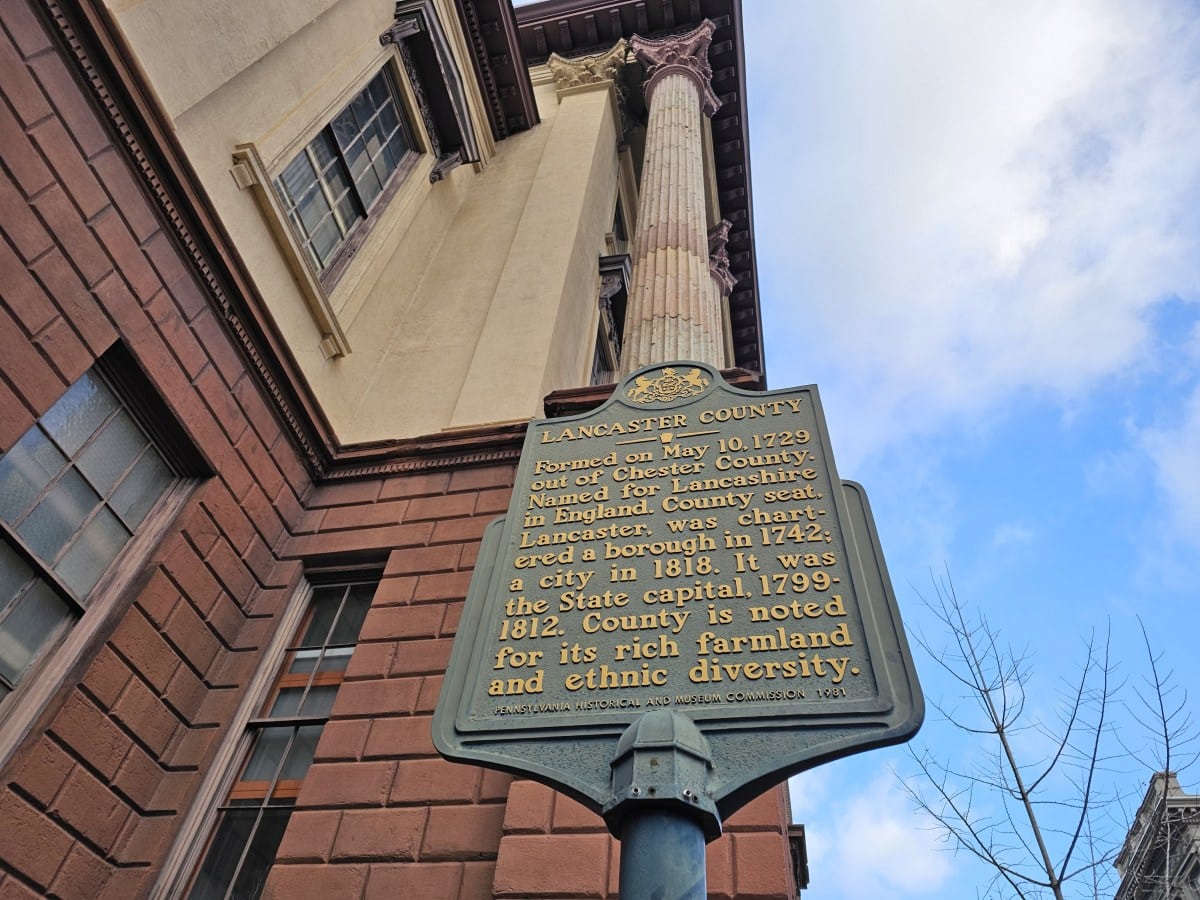 LANCASTER COUNTY
Formed on May 10, 1729
out of Chester County.
Named for Lancashire
in England. County seat,
Lancaster, was chart-
ered a borough in 1742;
a city in 1818. It was
the State capital, 1799-
1812. County is noted
for its rich farmland
and ethnic diversity.
PENNSYLVANIA HISTORICAL AND MUSEUM COMMISSION 1981